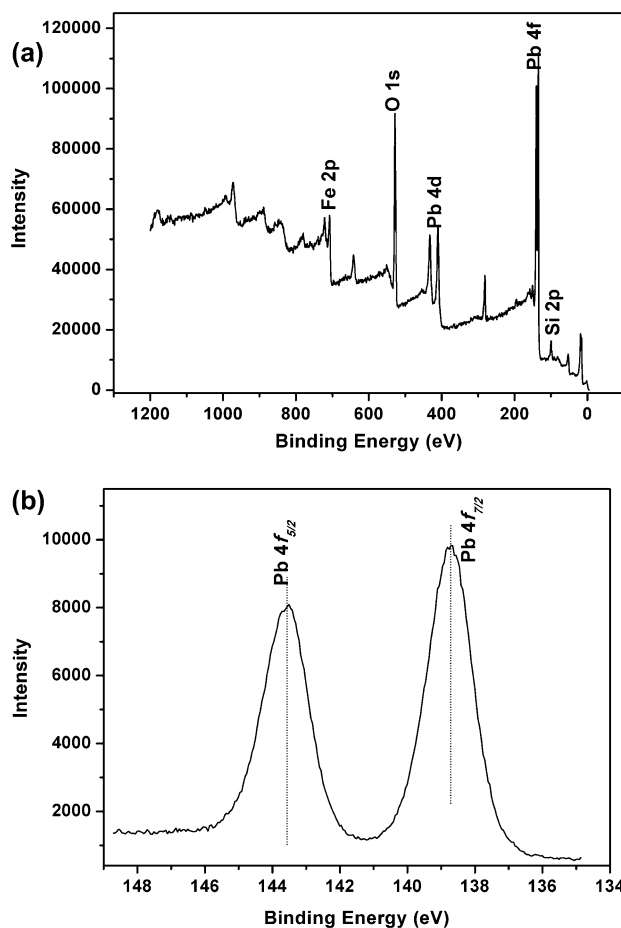 (a)
120000
100000
80000
60000
40000
20000
0
Intensity
Fe 2p
O 1s
Pb 4d
Pb 4f
Si 2p
1200 1000 800 600 400 200 0
Binding Energy (eV)
(b)
10000
8000
6000
4000
2000
Intensity
Pb 4f5/2
Pb 4f7/2
148 146 144 142 140 138 136 134
Binding Energy (eV)